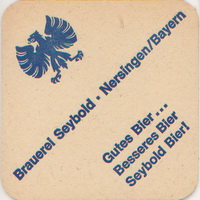 Brauerei Seybold · Nersingen/Bayern
Gutes Bier...
Besseres Bier
Seybold Bier!